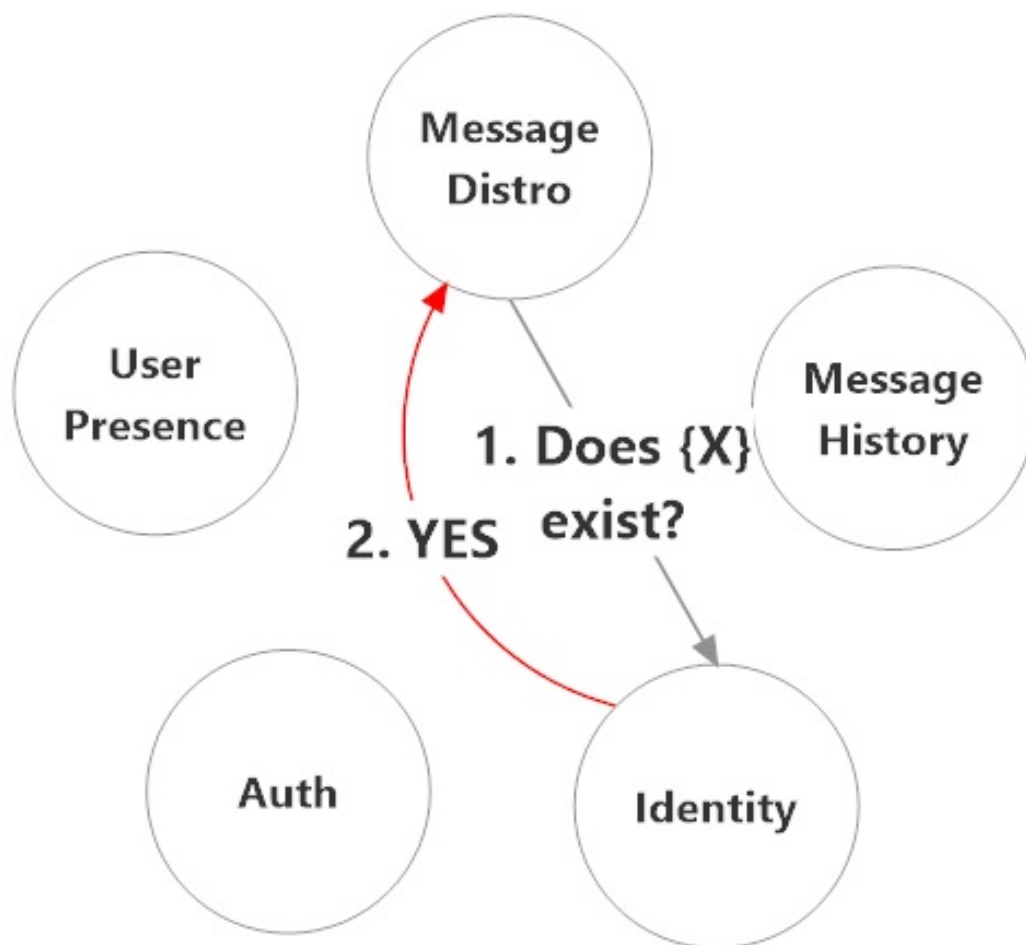 Message
Distro
User
Presence
Message
History
1. Does {X}
exist?
2. YES
Auth
Identity